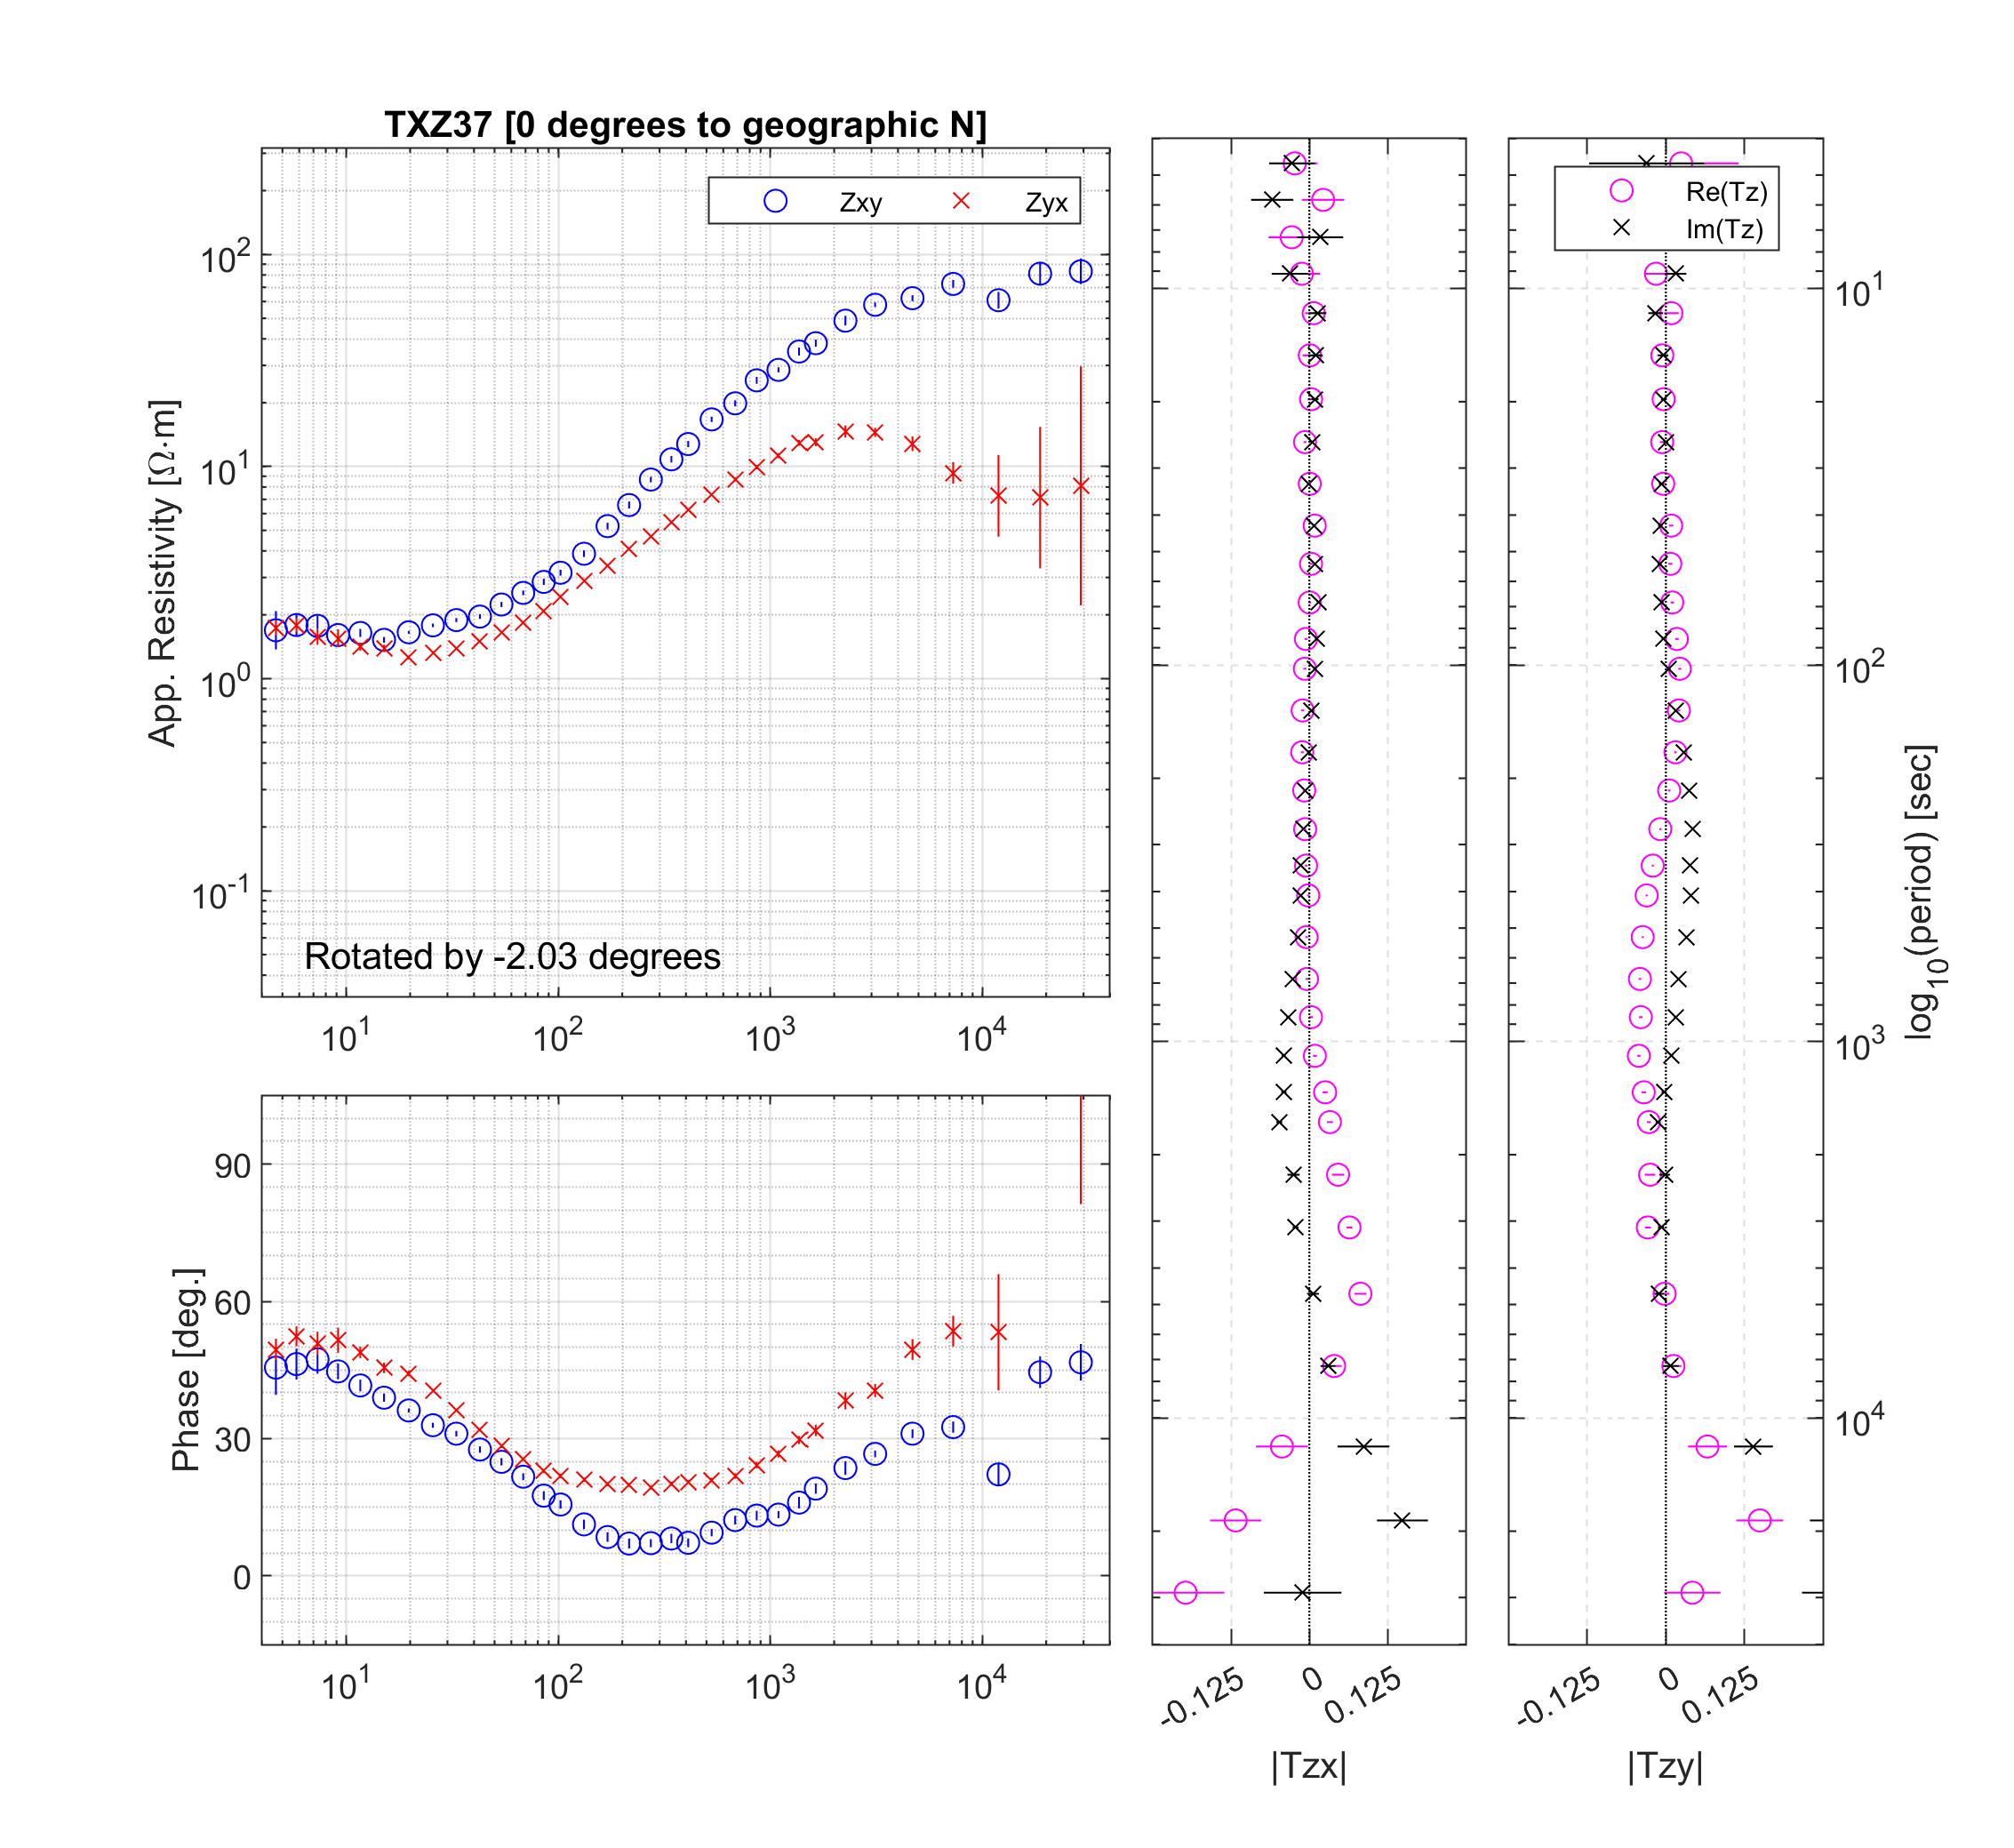 TXZ37 [0 degrees to geographic N]
Zxy Zyx
App. Resistivity [Ω·m]
10^2
10^1
10^0
10^-1
Rotated by -2.03 degrees
10^1 10^2 10^3 10^4
Phase [deg.]
90
60
30
0
10^1 10^2 10^3 10^4
-0.125 0 0.125
|Tzx|
Re(Tz)
Im(Tz)
-0.125 0 0.125
|Tzy|
10^1
10^2
10^3
10^4
log10(period) [sec]